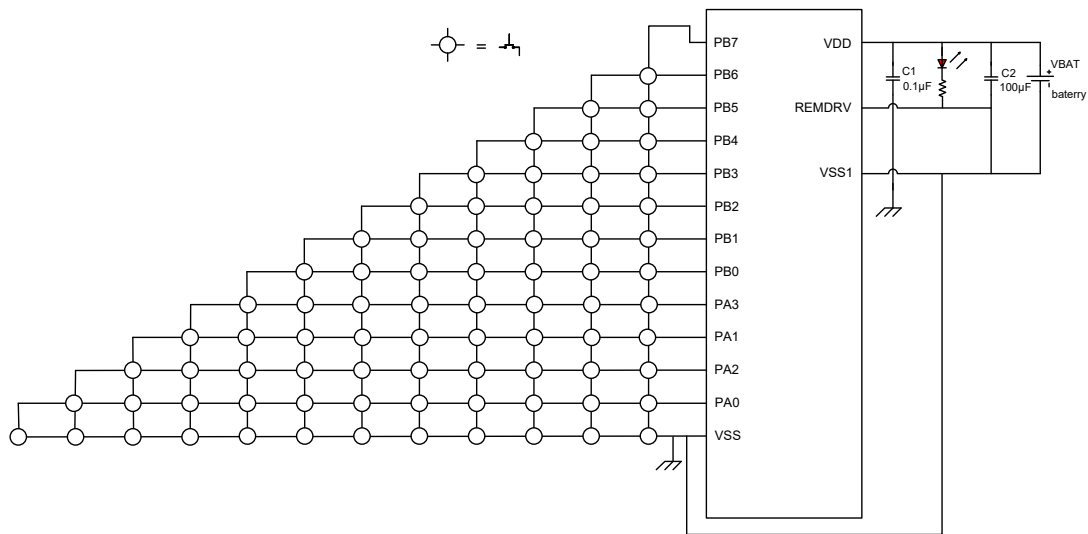 =
PB7
PB6
PB5
PB4
PB3
PB2
PB1
PB0
PA3
PA1
PA2
PA0
VSS
VDD
REMDRV
VSS1
C1
0.1µF
C2
100µF
VBAT
+
baterry